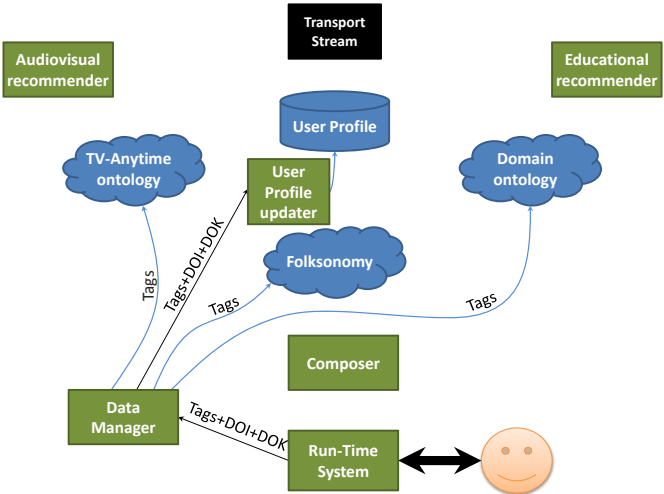 Transport
Stream
Audiovisual
recommender
Educational
recommender
User Profile
TV-Anytime
ontology
User
Profile
updater
Domain
ontology
Tags+DOI+DOK
Folksonomy
Tags
Tags
Tags
Composer
Data
Manager
Tags+DOI+DOK
Run-Time
System